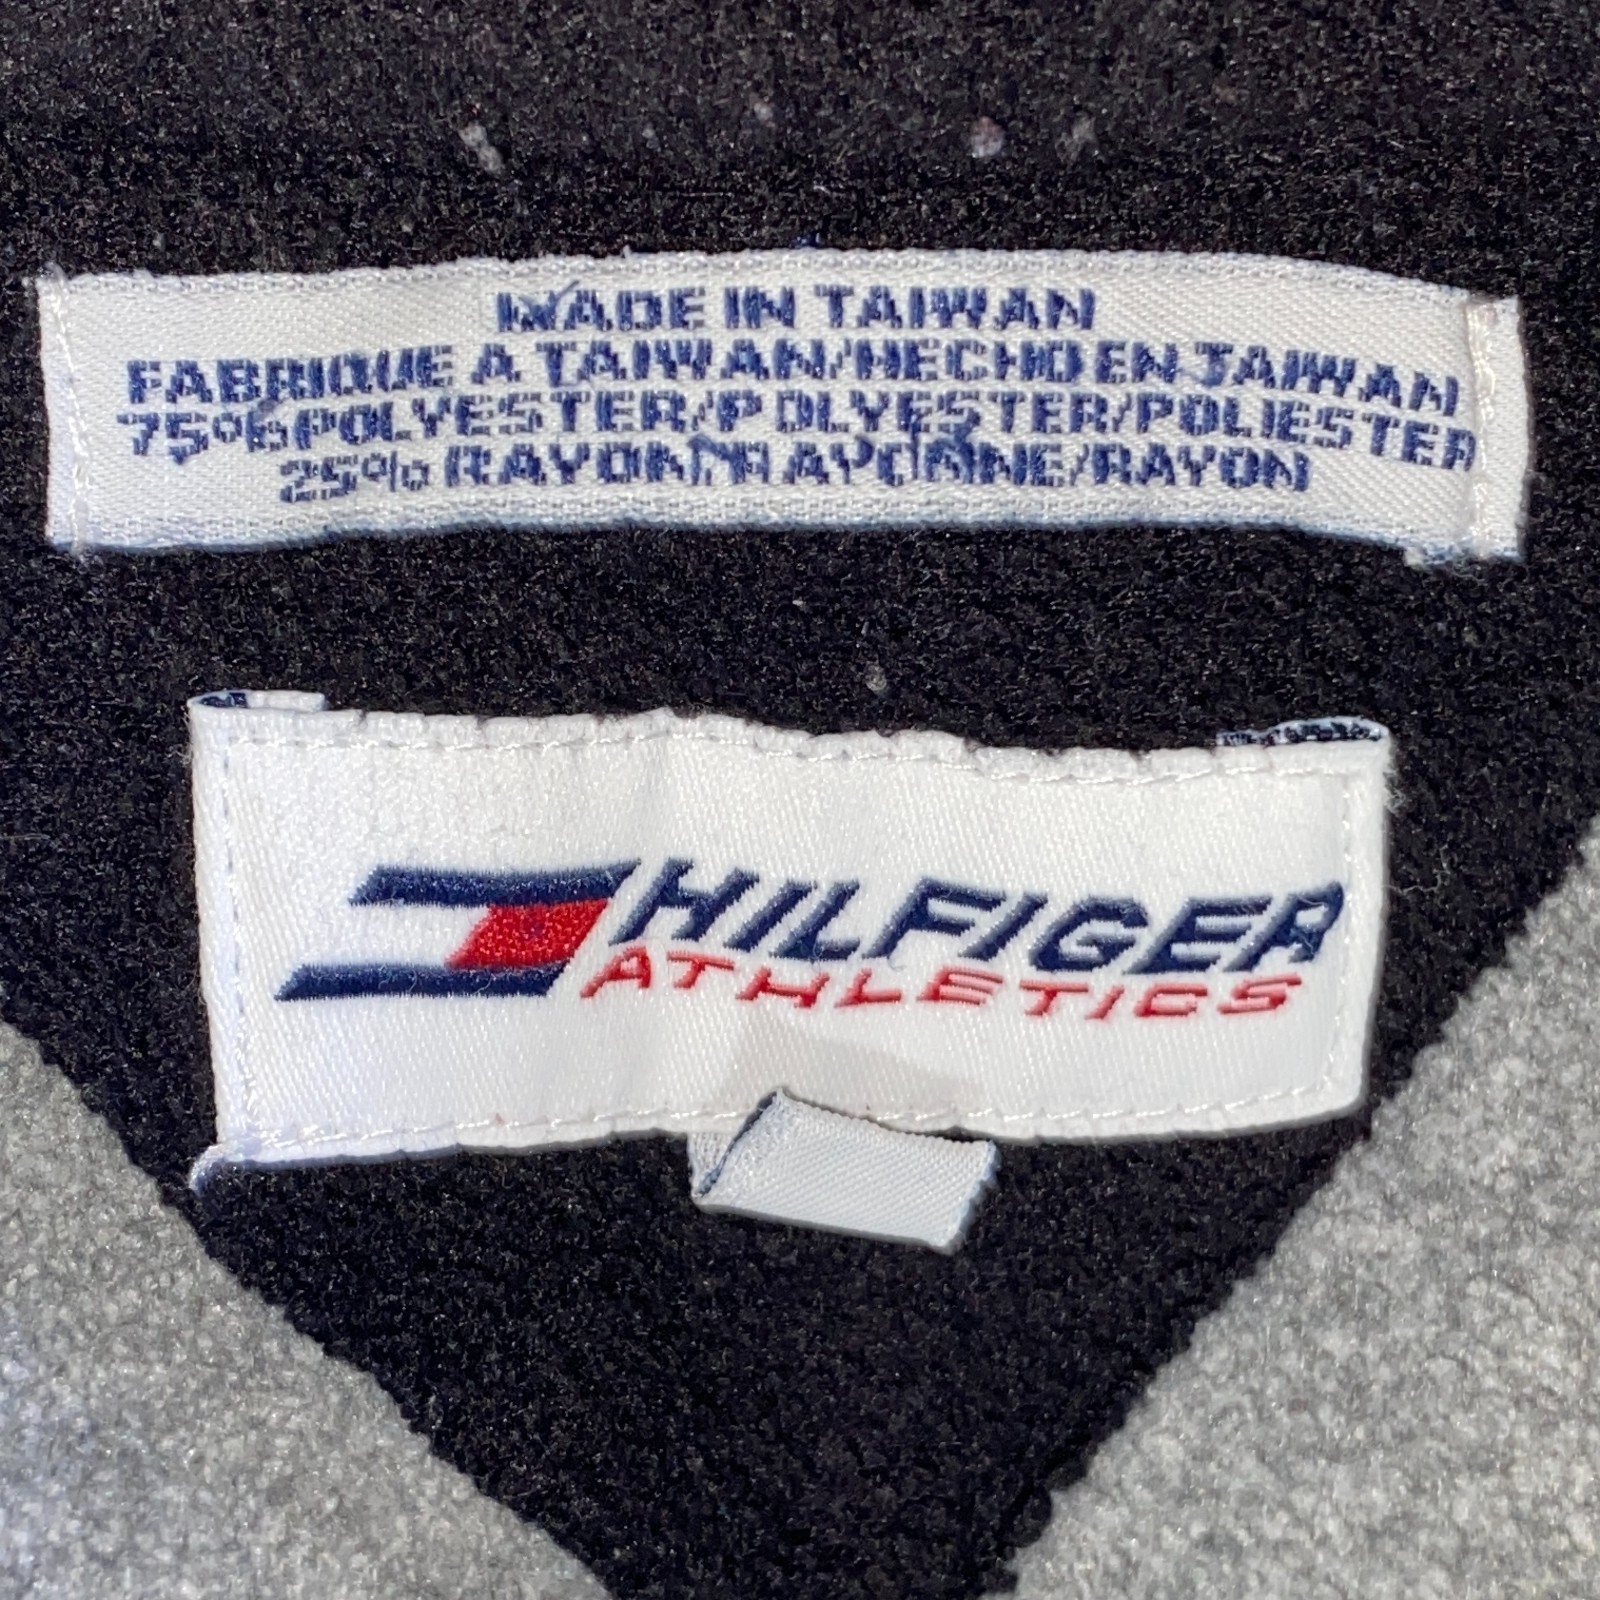 MADE IN TAIWAN
FABRIQUE A TAIWAN/HECHO EN TAIWAN
75% POLYESTER/POLYESTER/POLIESTER
25% RAYON/RAYONNE/RAYON
HILFIGER
ATHLETICS